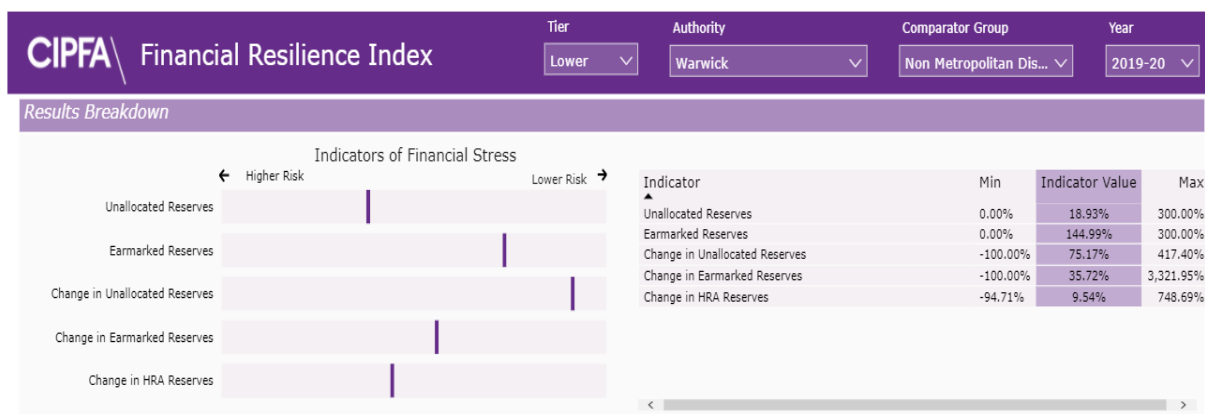 CIPFA Financial Resilience Index
Tier
Lower
Authority
Warwick
Comparator Group
Non Metropolitan Dis...
Year
2019-20
Results Breakdown
Indicators of Financial Stress
← Higher Risk Lower Risk →
Unallocated Reserves
Earmarked Reserves
Change in Unallocated Reserves
Change in Earmarked Reserves
Change in HRA Reserves
Indicator Min Indicator Value Max
Unallocated Reserves 0.00% 18.93% 300.00%
Earmarked Reserves 0.00% 144.99% 300.00%
Change in Unallocated Reserves -100.00% 75.17% 417.40%
Change in Earmarked Reserves -100.00% 35.72% 3,321.95%
Change in HRA Reserves -94.71% 9.54% 748.69%